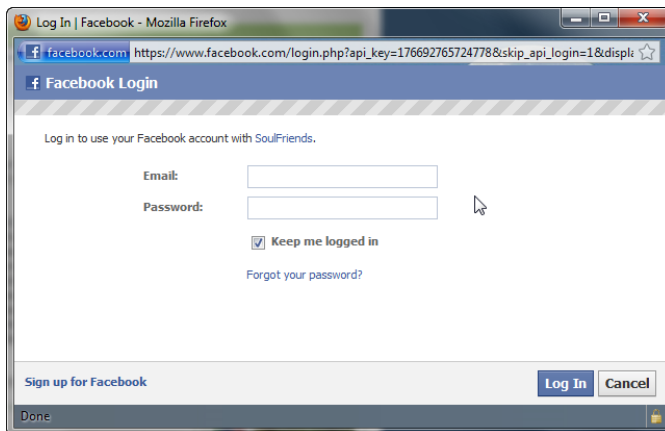 Log In | Facebook - Mozilla Firefox
facebook.com https://www.facebook.com/login.php?api_key=176692765724778&skip_api_login=1&displa
f Facebook Login
Log in to use your Facebook account with SoulFriends.
Email:
Password:
Keep me logged in
Forgot your password?
Sign up for Facebook
Log In Cancel
Done